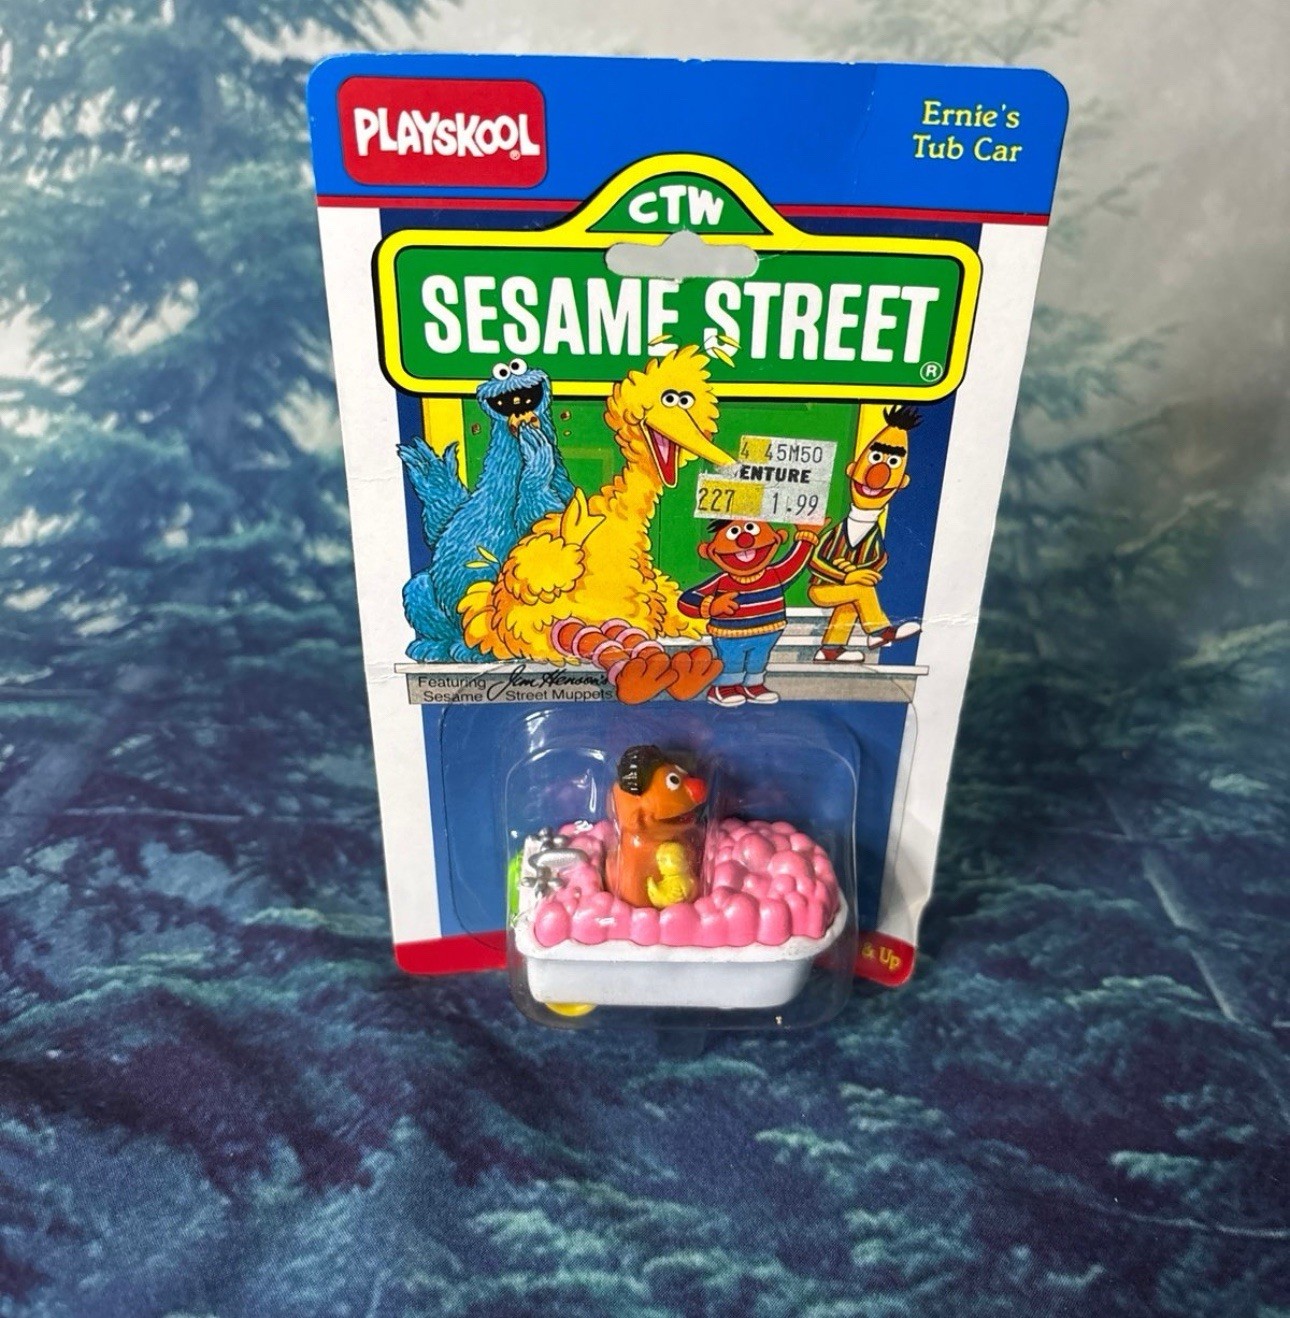 PLAYSKOOL®
Ernie's
Tub Car
CTW
SESAME STREET®
4 45M50
ENTURE
227 1.99
Featuring Jim Henson's
Sesame Street Muppets
& Up